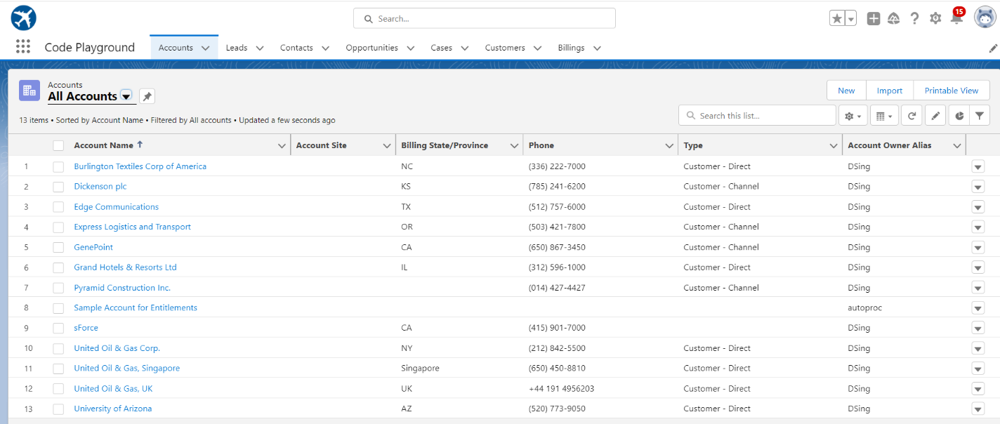 Search...
15
Code Playground Accounts Leads Contacts Opportunities Cases Customers Billings
Accounts
All Accounts
New Import Printable View
13 items • Sorted by Account Name • Filtered by All accounts • Updated a few seconds ago
Search this list...
Account Name Account Site Billing State/Province Phone Type Account Owner Alias
1 Burlington Textiles Corp of America NC (336) 222-7000 Customer - Direct DSing
2 Dickenson plc KS (785) 241-6200 Customer - Channel DSing
3 Edge Communications TX (512) 757-6000 Customer - Direct DSing
4 Express Logistics and Transport OR (503) 421-7800 Customer - Channel DSing
5 GenePoint CA (650) 867-3450 Customer - Channel DSing
6 Grand Hotels & Resorts Ltd IL (312) 596-1000 Customer - Direct DSing
7 Pyramid Construction Inc. (014) 427-4427 Customer - Channel DSing
8 Sample Account for Entitlements autoproc
9 sForce CA (415) 901-7000 DSing
10 United Oil & Gas Corp. NY (212) 842-5500 Customer - Direct DSing
11 United Oil & Gas, Singapore Singapore (650) 450-8810 Customer - Direct DSing
12 United Oil & Gas, UK UK +44 191 4956203 Customer - Direct DSing
13 University of Arizona AZ (520) 773-9050 Customer - Direct DSing